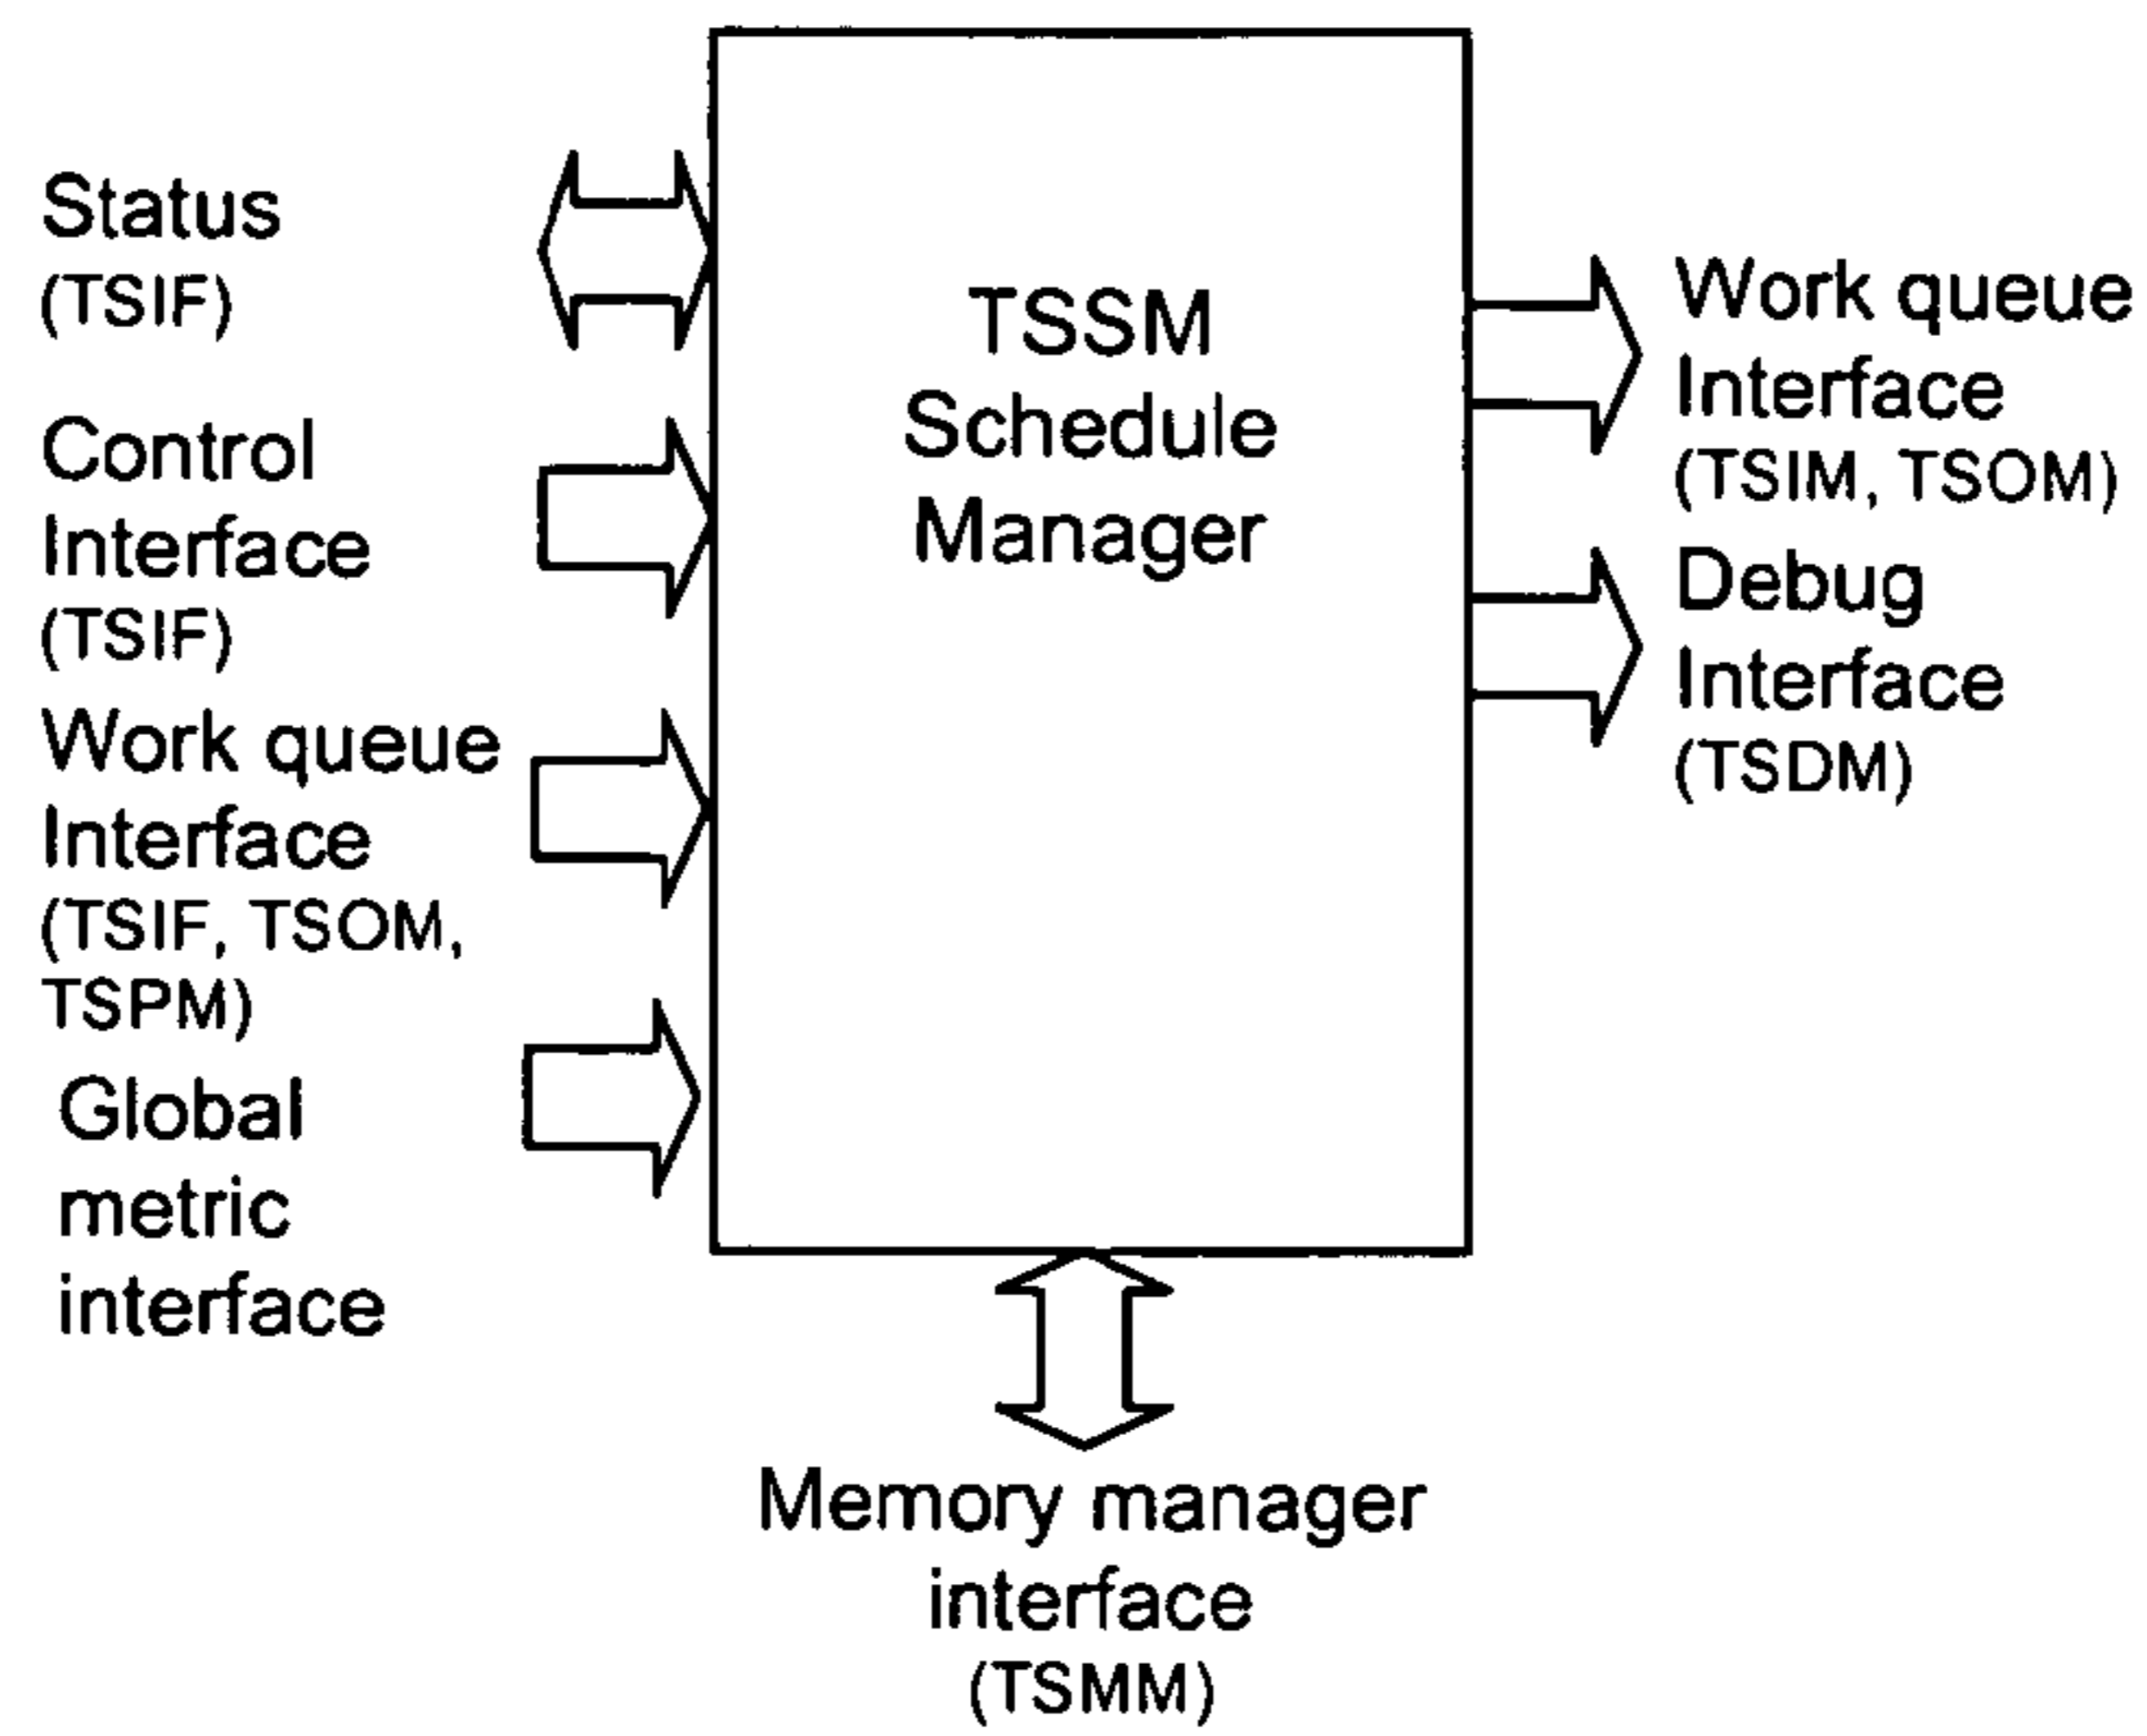 Status
(TSIF)
Control
Interface
(TSIF)
Work queue
Interface
(TSIF, TSOM,
TSPM)
Global
metric
interface
TSSM
Schedule
Manager
Work queue
Interface
(TSIM, TSOM)
Debug
Interface
(TSDM)
Memory manager
interface
(TSMM)